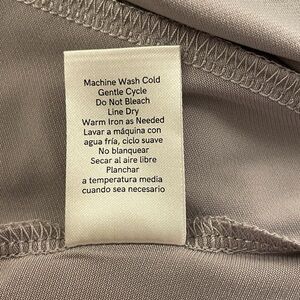 Machine Wash Cold
Gentle Cycle
Do Not Bleach
Line Dry
Warm Iron as Needed
Lavar a máquina con
agua fría, ciclo suave
No blanquear
Secar al aire libre
Planchar
a temperatura media
cuando sea necesario